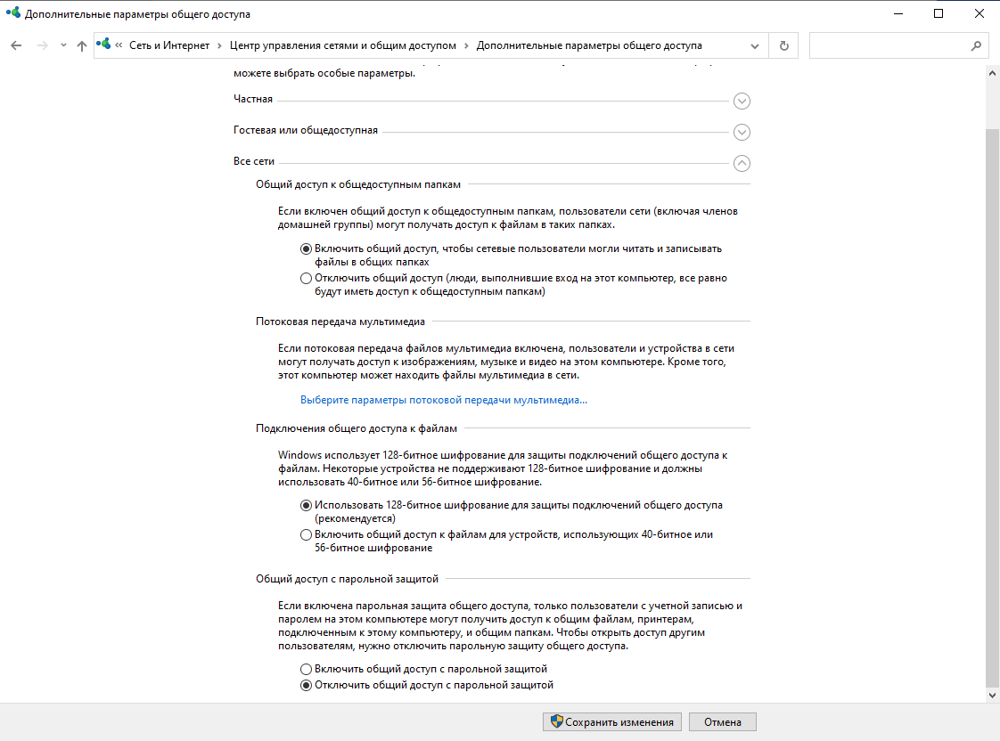 Дополнительные параметры общего доступа
« Сеть и Интернет › Центр управления сетями и общим доступом › Дополнительные параметры общего доступа
можете выбрать особые параметры.
Частная
Гостевая или общедоступная
Все сети
Общий доступ к общедоступным папкам
Если включен общий доступ к общедоступным папкам, пользователи сети (включая членов
домашней группы) могут получать доступ к файлам в таких папках.
Включить общий доступ, чтобы сетевые пользователи могли читать и записывать
файлы в общих папках
Отключить общий доступ (люди, выполнившие вход на этот компьютер, все равно
будут иметь доступ к общедоступным папкам)
Потоковая передача мультимедиа
Если потоковая передача файлов мультимедиа включена, пользователи и устройства в сети
могут получать доступ к изображениям, музыке и видео на этом компьютере. Кроме того,
этот компьютер может находить файлы мультимедиа в сети.
Выберите параметры потоковой передачи мультимедиа...
Подключения общего доступа к файлам
Windows использует 128-битное шифрование для защиты подключений общего доступа к
файлам. Некоторые устройства не поддерживают 128-битное шифрование и должны
использовать 40-битное или 56-битное шифрование.
Использовать 128-битное шифрование для защиты подключений общего доступа
(рекомендуется)
Включить общий доступ к файлам для устройств, использующих 40-битное или
56-битное шифрование
Общий доступ с парольной защитой
Если включена парольная защита общего доступа, только пользователи с учетной записью и
паролем на этом компьютере могут получить доступ к общим файлам, принтерам,
подключенным к этому компьютеру, и общим папкам. Чтобы открыть доступ другим
пользователям, нужно отключить парольную защиту общего доступа.
Включить общий доступ с парольной защитой
Отключить общий доступ с парольной защитой
Сохранить изменения
Отмена